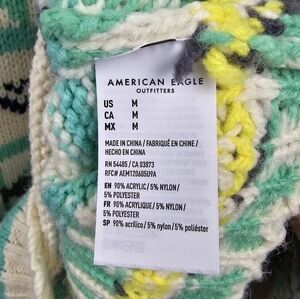 AMERICAN EAGLE
OUTFITTERS
US M
CA M
MX M
MADE IN CHINA / FABRIQUÉ EN CHINE /
HECHO EN CHINA
RN 54485 / CA 03873
RFC# AEM120605U9A
EN 90% ACRYLIC / 5% NYLON /
5% POLYESTER
FR 90% ACRYLIQUE / 5% NYLON /
5% POLYESTER
SP 90% acrílico / 5% nylon / 5% poliéster